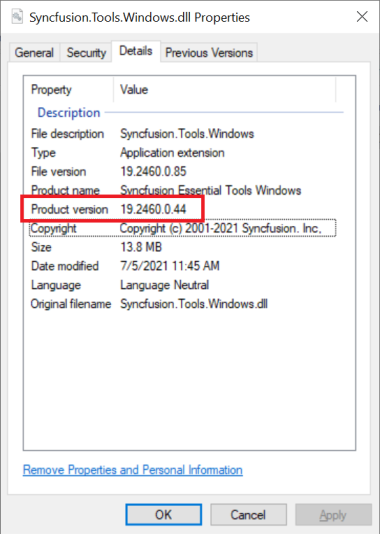 Syncfusion.Tools.Windows.dll Properties
General Security Details Previous Versions
Property Value
Description
File description Syncfusion.Tools.Windows
Type Application extension
File version 19.2460.0.85
Product name Syncfusion Essential Tools Windows
Product version 19.2460.0.44
Copyright Copyright (c) 2001-2021 Syncfusion. Inc,
Size 13.8 MB
Date modified 7/5/2021 11:45 AM
Language Language Neutral
Original filename Syncfusion.Tools.Windows.dll
Remove Properties and Personal Information
OK Cancel Apply